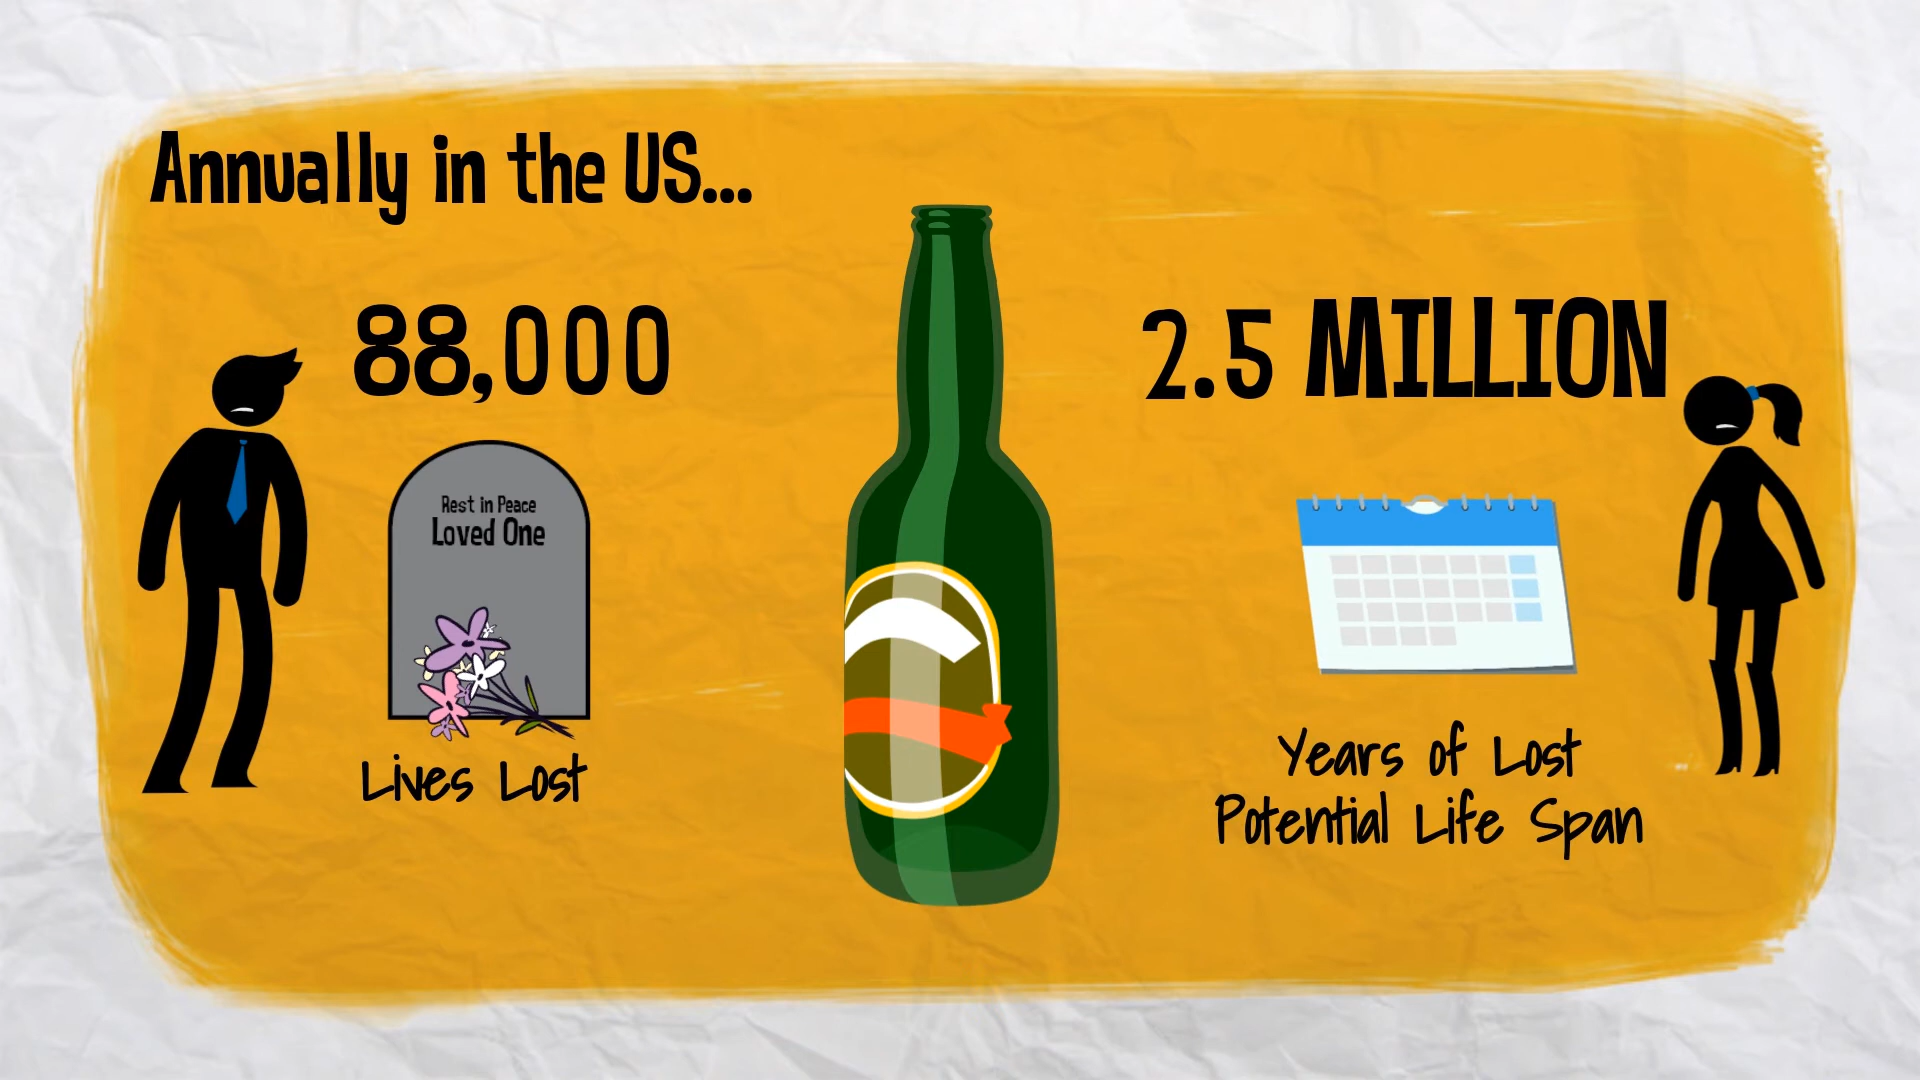 Annually in the US...
88,000
Rest in Peace
Loved One
Lives Lost
2.5 MILLION
Years of Lost
Potential Life Span